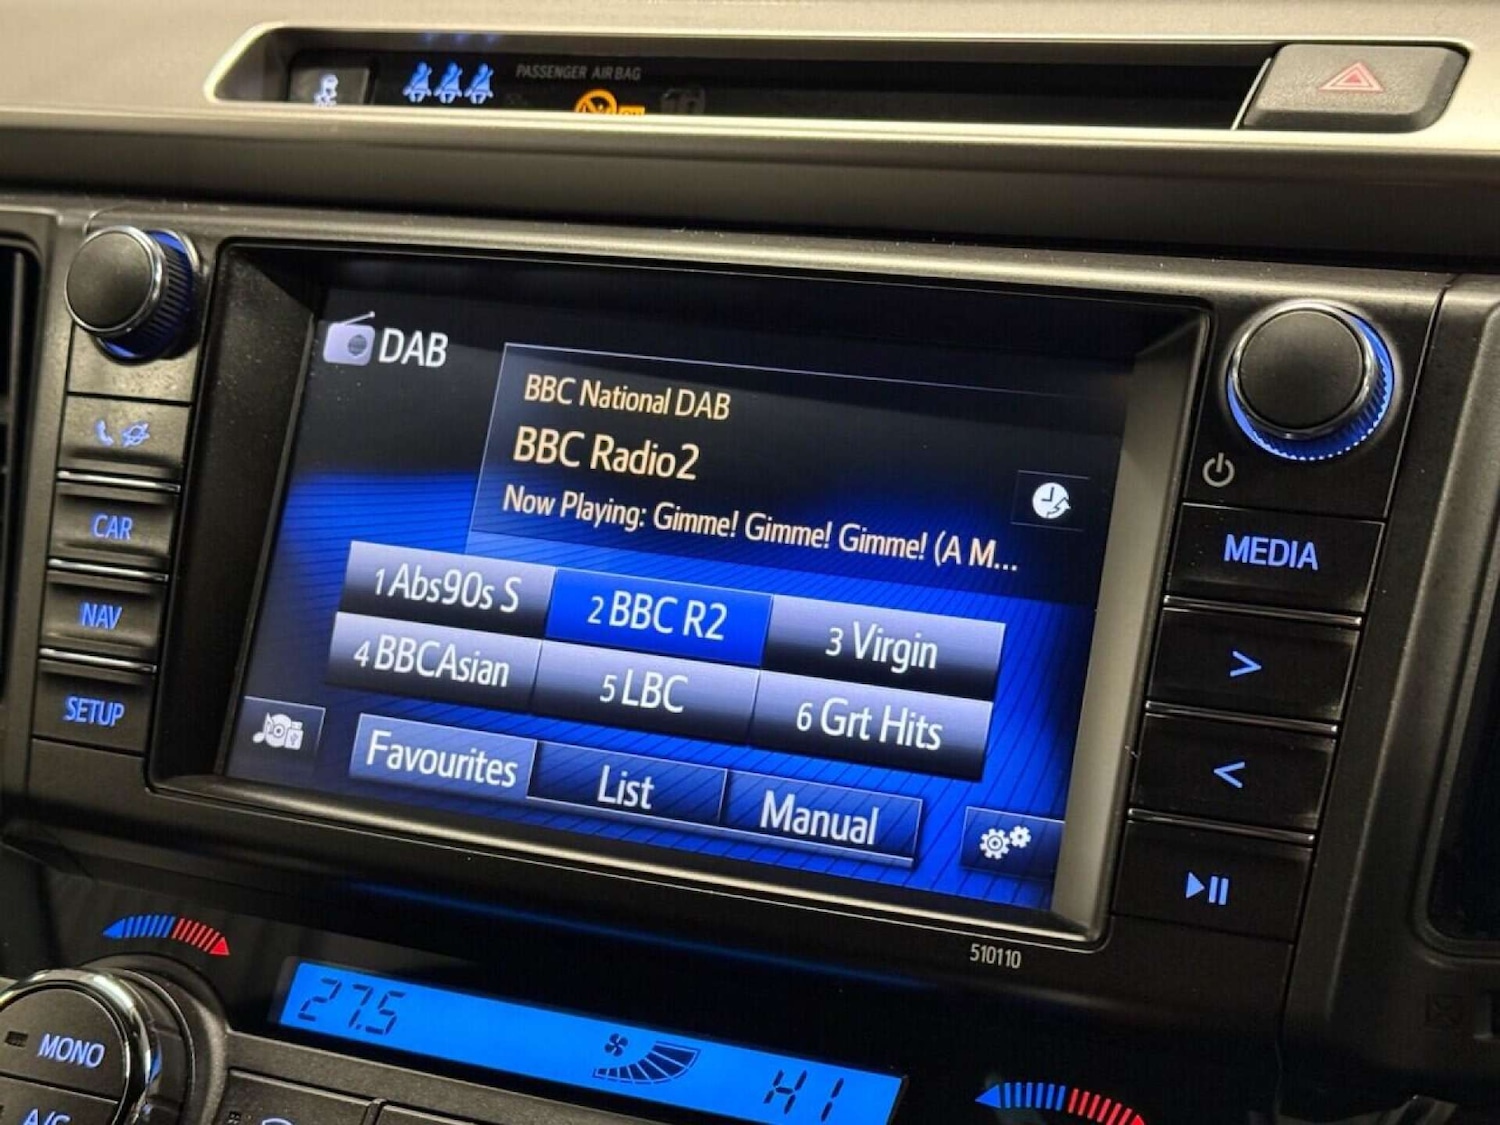 PASSENGER AIRBAG
DAB
BBC National DAB
BBC Radio2
Now Playing: Gimme! Gimme! Gimme! (A M...
1 Abs90s S
2 BBC R2
3 Virgin
4 BBCAsian
5 LBC
6 Grt Hits
Favourites
List
Manual
CAR
NAV
SETUP
MEDIA
>
<
510110
27.5
HI
MONO
A/C